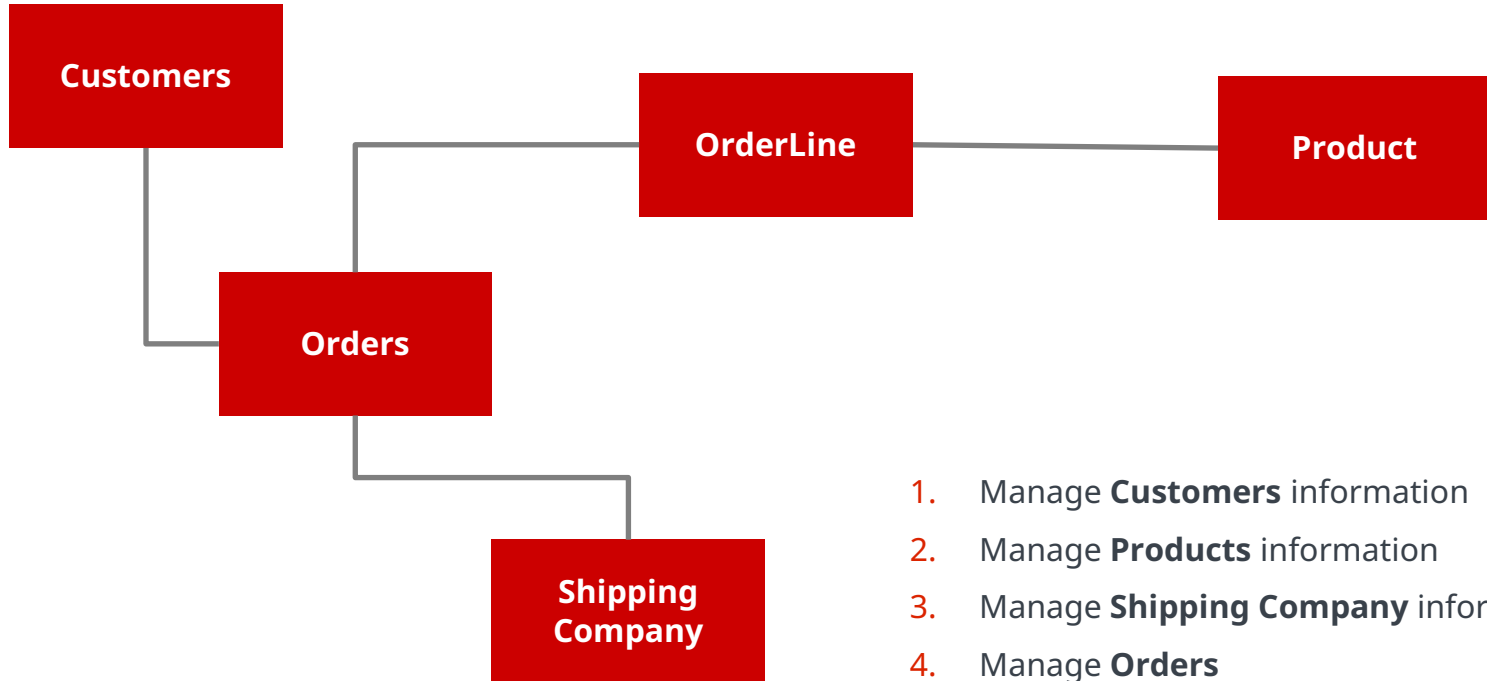 Customers
OrderLine
Product
Orders
Shipping
Company
1. Manage Customers information
2. Manage Products information
3. Manage Shipping Company
4. Manage Orders